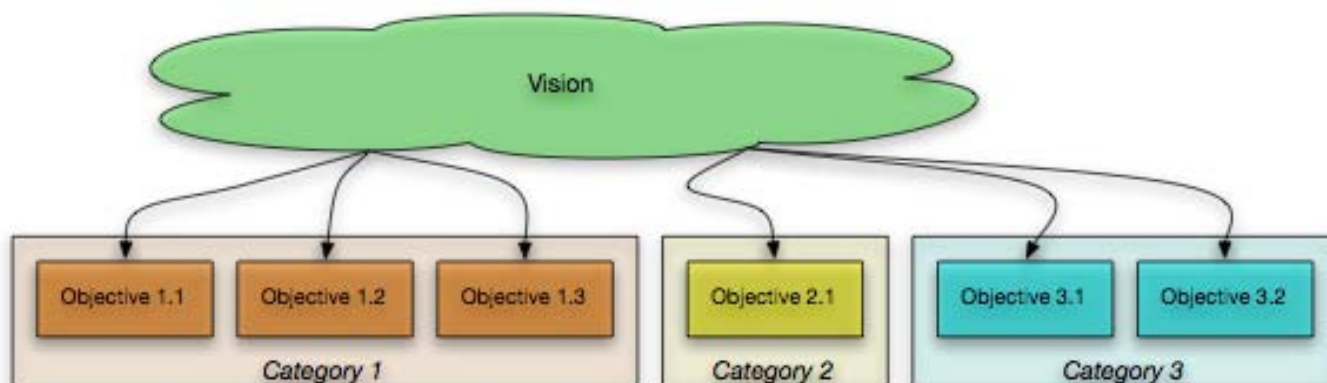 Vision
Objective 1.1
Objective 1.2
Objective 1.3
Objective 2.1
Objective 3.1
Objective 3.2
Category 1
Category 2
Category 3